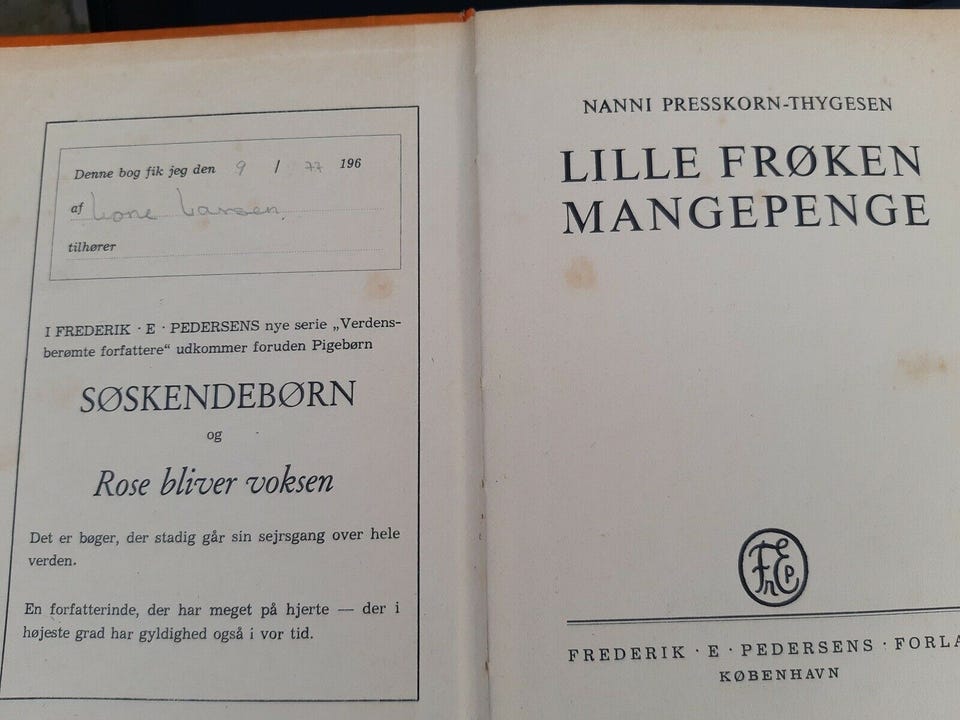 Denne bog fik jeg den 9 / 77 196
af Lone Larsen.
tilhører
I FREDERIK · E · PEDERSENS nye serie „Verdens-
berømte forfattere“ udkommer foruden Pigebørn
SØSKENDEBØRN
og
Rose bliver voksen
Det er bøger, der stadig går sin sejrsgang over hele
verden.
En forfatterinde, der har meget på hjerte — der i
højeste grad har gyldighed også i vor tid.
NANNI PRESSKORN-THYGESEN
LILLE FRØKEN
MANGEPENGE
FrEP
FREDERIK · E · PEDERSENS · FORLA
KØBENHAVN